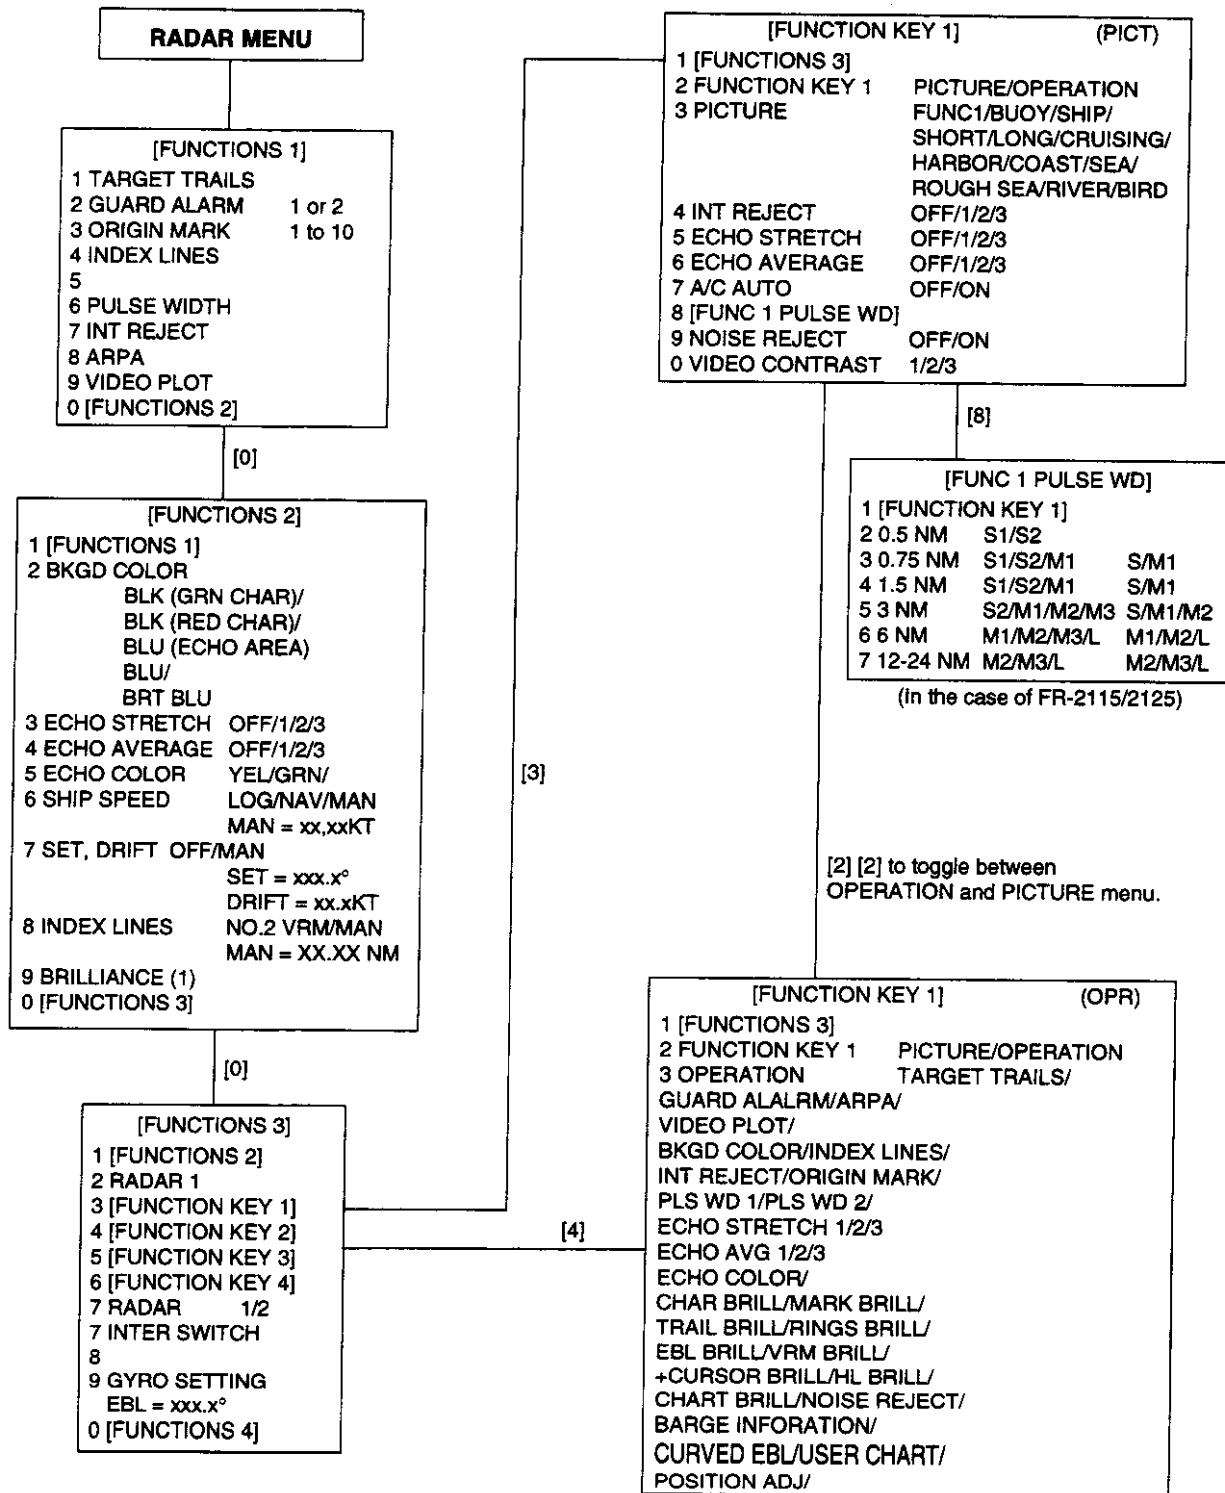 RADAR MENU
[FUNCTIONS 1]
1 TARGET TRAILS
2 GUARD ALARM 1 or 2
3 ORIGIN MARK 1 to 10
4 INDEX LINES
5
6 PULSE WIDTH
7 INT REJECT
8 ARPA
9 VIDEO PLOT
0 [FUNCTIONS 2]
[0]
[FUNCTIONS 2]
1 [FUNCTIONS 1]
2 BKGD COLOR
BLK (GRN CHAR)/
BLK (RED CHAR)/
BLU (ECHO AREA)
BLU/
BRT BLU
3 ECHO STRETCH OFF/1/2/3
4 ECHO AVERAGE OFF/1/2/3
5 ECHO COLOR YEL/GRN/
6 SHIP SPEED LOG/NAV/MAN
MAN = xx,xxKT
7 SET, DRIFT OFF/MAN
SET = xxx.x°
DRIFT = xx.xKT
8 INDEX LINES NO.2 VRM/MAN
MAN = XX.XX NM
9 BRILLIANCE (1)
0 [FUNCTIONS 3]
[0]
[FUNCTIONS 3]
1 [FUNCTIONS 2]
2 RADAR 1
3 [FUNCTION KEY 1]
4 [FUNCTION KEY 2]
5 [FUNCTION KEY 3]
6 [FUNCTION KEY 4]
7 RADAR 1/2
7 INTER SWITCH
8
9 GYRO SETTING
EBL = xxx.x°
0 [FUNCTIONS 4]
[3]
[4]
[FUNCTION KEY 1] (PICT)
1 [FUNCTIONS 3]
2 FUNCTION KEY 1 PICTURE/OPERATION
3 PICTURE FUNC1/BUOY/SHIP/
SHORT/LONG/CRUISING/
HARBOR/COAST/SEA/
ROUGH SEA/RIVER/BIRD
4 INT REJECT OFF/1/2/3
5 ECHO STRETCH OFF/1/2/3
6 ECHO AVERAGE OFF/1/2/3
7 A/C AUTO OFF/ON
8 [FUNC 1 PULSE WD]
9 NOISE REJECT OFF/ON
0 VIDEO CONTRAST 1/2/3
[8]
[FUNC 1 PULSE WD]
1 [FUNCTION KEY 1]
2 0.5 NM S1/S2
3 0.75 NM S1/S2/M1 S/M1
4 1.5 NM S1/S2/M1 S/M1
5 3 NM S2/M1/M2/M3 S/M1/M2
6 6 NM M1/M2/M3/L M1/M2/L
7 12-24 NM M2/M3/L M2/M3/L
(In the case of FR-2115/2125)
[2] [2] to toggle between
OPERATION and PICTURE menu.
[FUNCTION KEY 1] (OPR)
1 [FUNCTIONS 3]
2 FUNCTION KEY 1 PICTURE/OPERATION
3 OPERATION TARGET TRAILS/
GUARD ALALRM/ARPA/
VIDEO PLOT/
BKGD COLOR/INDEX LINES/
INT REJECT/ORIGIN MARK/
PLS WD 1/PLS WD 2/
ECHO STRETCH 1/2/3
ECHO AVG 1/2/3
ECHO COLOR/
CHAR BRILL/MARK BRILL/
TRAIL BRILL/RINGS BRILL/
EBL BRILL/VRM BRILL/
+CURSOR BRILL/HL BRILL/
CHART BRILL/NOISE REJECT/
BARGE INFORATION/
CURVED EBL/USER CHART/
POSITION ADJ/